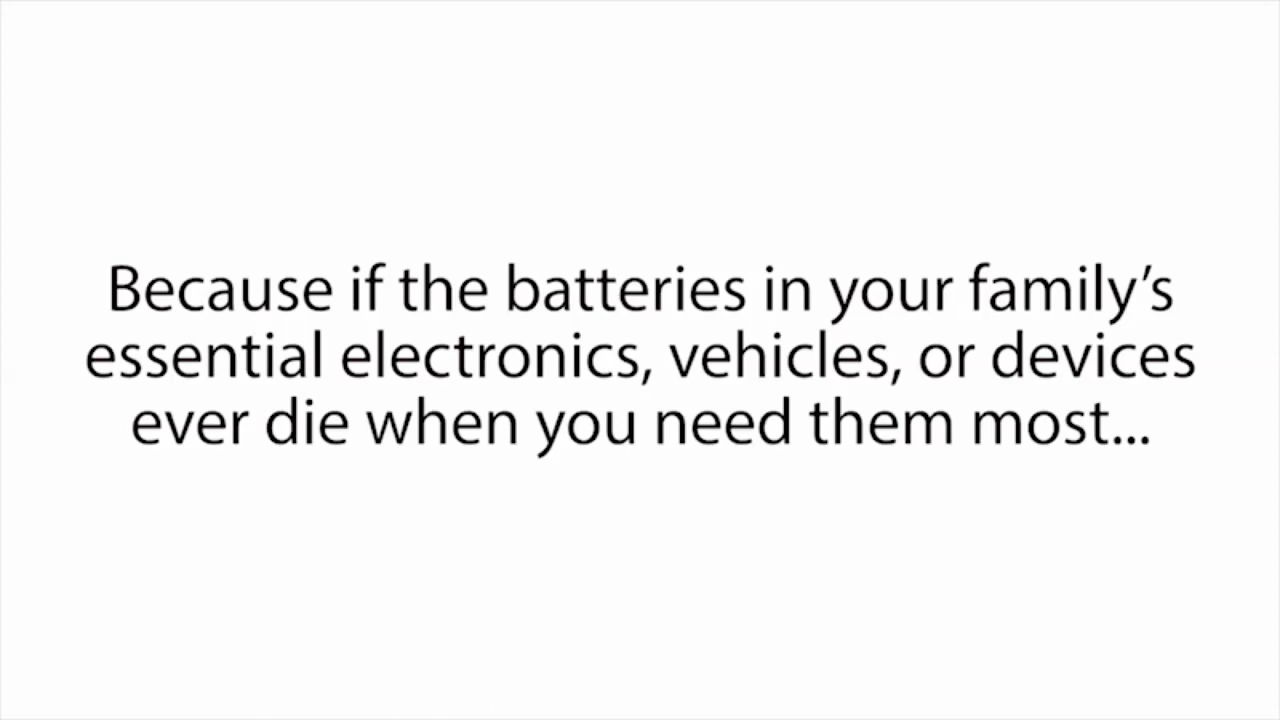 Because if the batteries in your family’s
essential electronics, vehicles, or devices
ever die when you need them most...